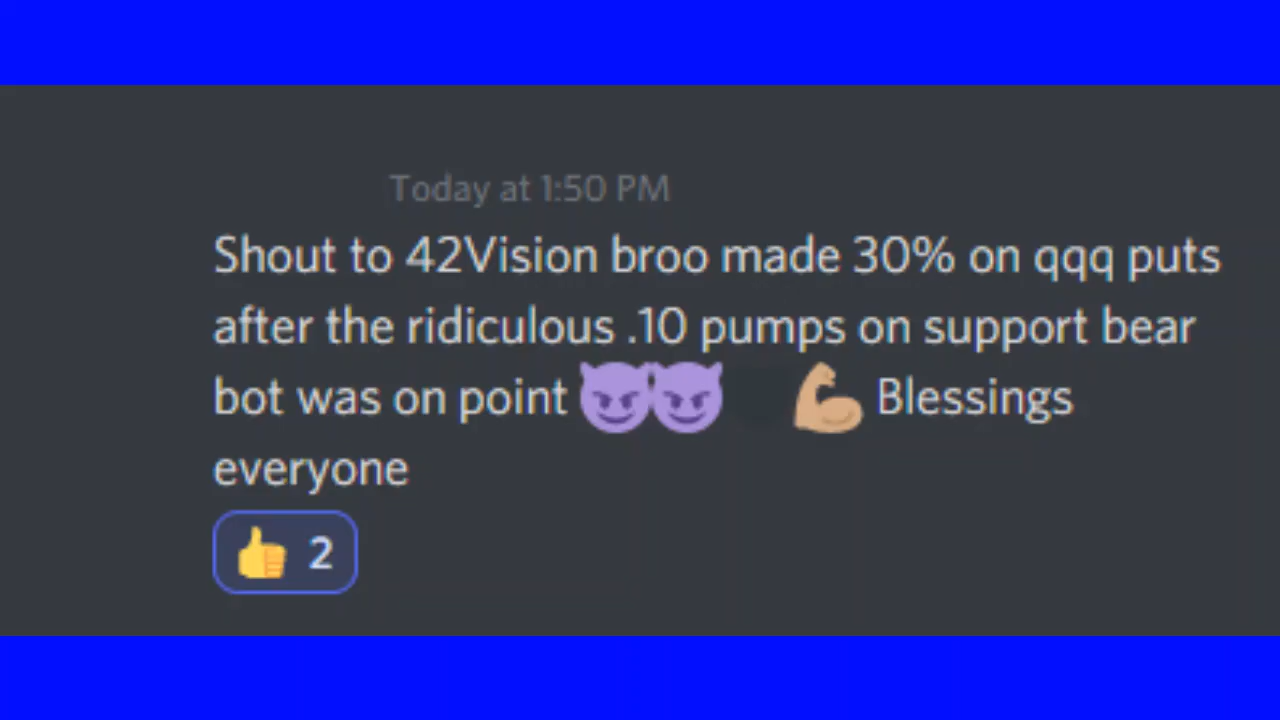 Today at 1:50 PM
Shout to 42Vision broo made 30% on qqq puts
after the ridiculous .10 pumps on support bear
bot was on point 😈😈 💪🏼 Blessings
everyone
👍 2